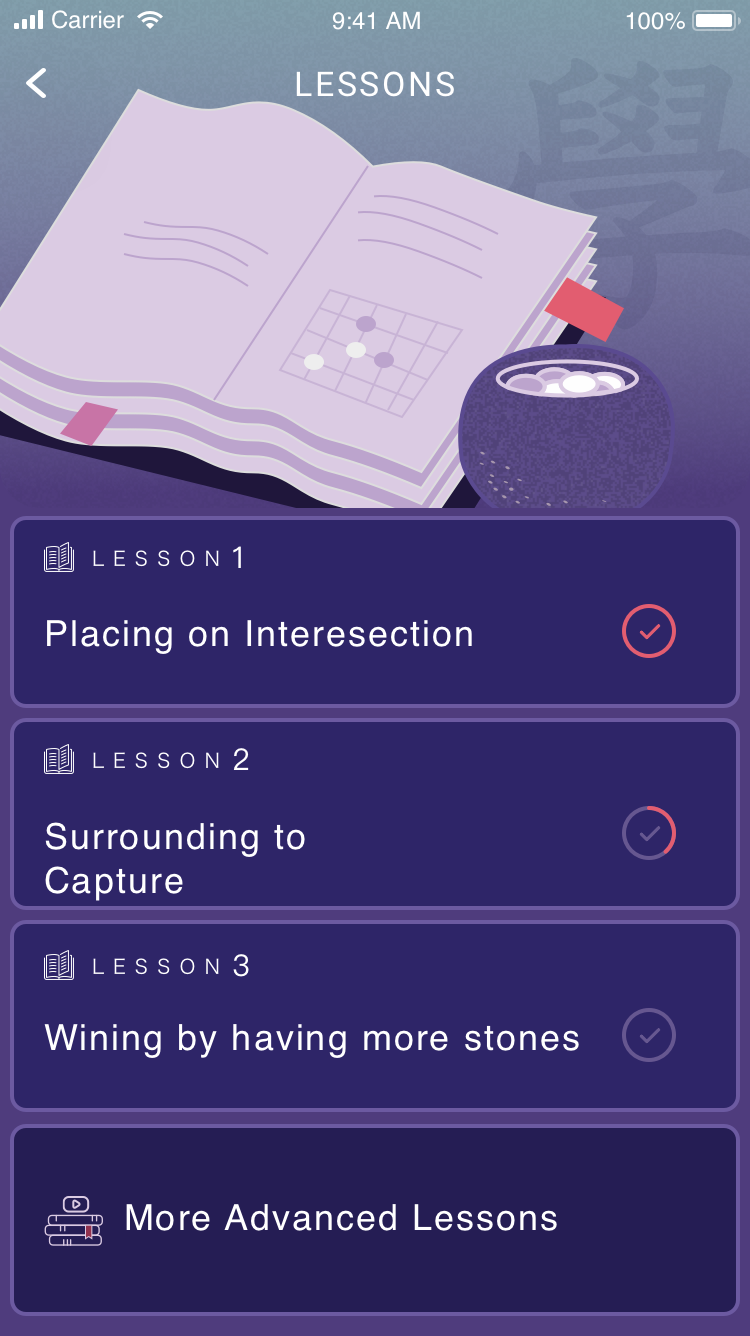 Carrier 9:41 AM 100%
LESSONS
學
LESSON 1
Placing on Interesection
LESSON 2
Surrounding to
Capture
LESSON 3
Wining by having more stones
More Advanced Lessons